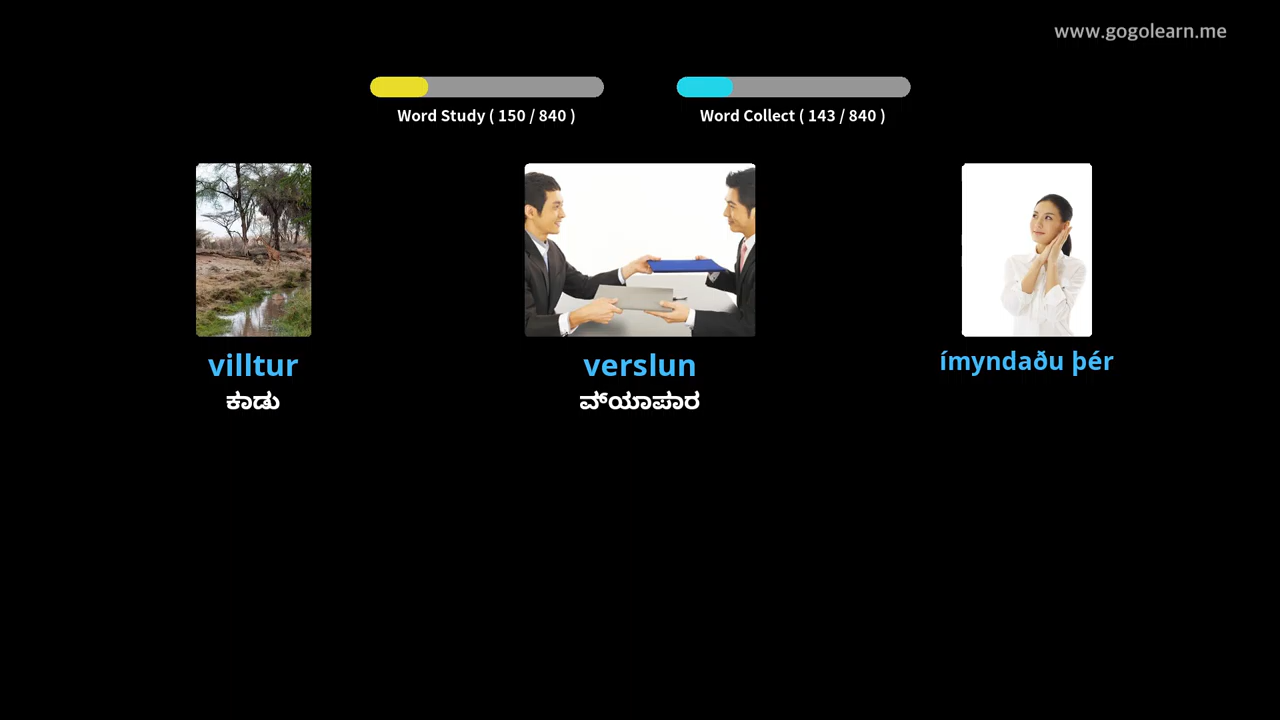 www.gogolearn.me
Word Study ( 150 / 840 )
Word Collect ( 143 / 840 )
villtur
verslun
ímyndaðu þér
ಕಾಡು
ವ್ಯಾಪಾರ